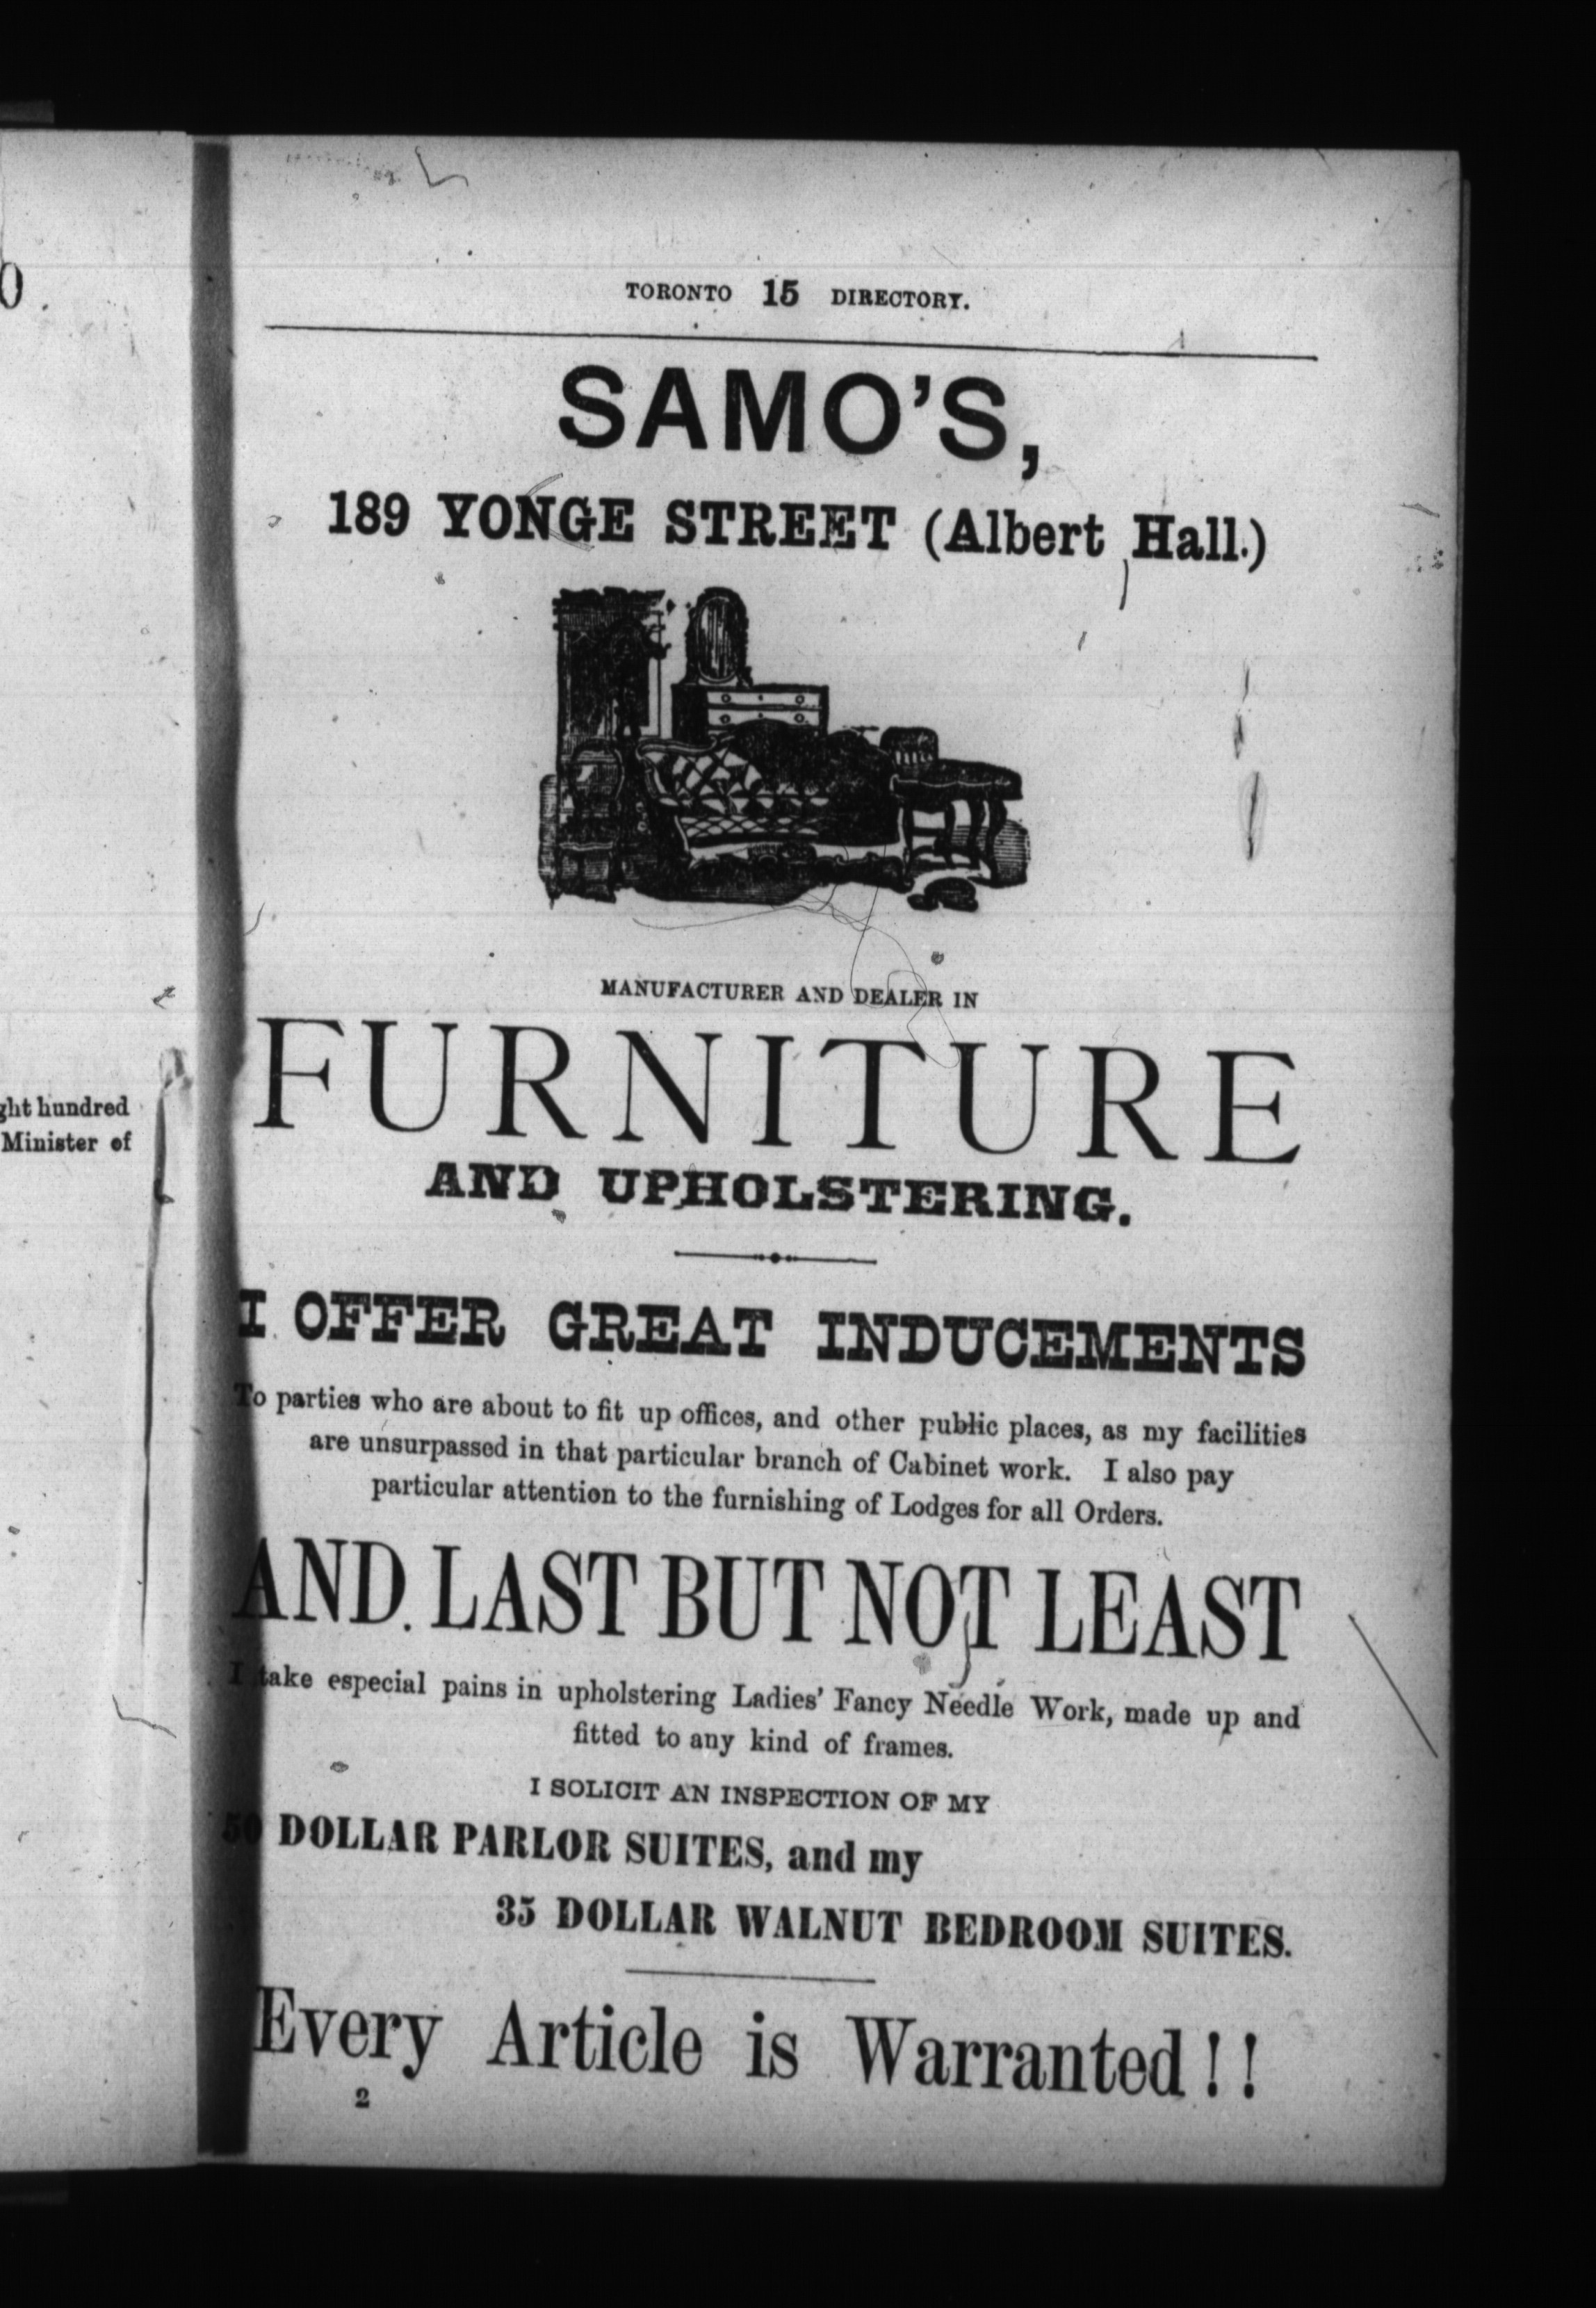 O
ght hundred
Minister of
TORONTO 15 DIRECTORY.
SAMO'S,
189 YONGE STREET (Albert Hall.)
MANUFACTURER AND DEALER IN
FURNITURE
AND UPHOLSTERING.
I OFFER GREAT INDUCEMENTS
To parties who are about to fit up offices, and other public places, as my facilities
are unsurpassed in that particular branch of Cabinet work. I also pay
particular attention to the furnishing of Lodges for all Orders.
AND LAST BUT NOT LEAST
I take especial pains in upholstering Ladies' Fancy Needle Work, made up and
fitted to any kind of frames.
I SOLICIT AN INSPECTION OF MY
50 DOLLAR PARLOR SUITES, and my
35 DOLLAR WALNUT BEDROOM SUITES.
Every Article is Warranted!!
2